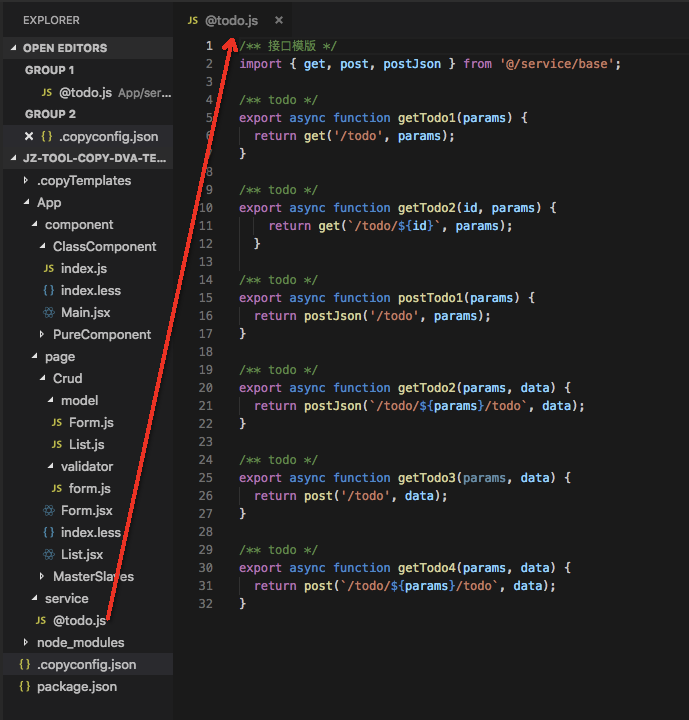 EXPLORER
OPEN EDITORS
GROUP 1
JS @todo.js App/ser...
GROUP 2
{ } .copyconfig.json
JZ-TOOL-COPY-DVA-TE...
.copyTemplates
App
component
ClassComponent
JS index.js
{ } index.less
Main.jsx
PureComponent
page
Crud
model
JS Form.js
JS List.js
validator
JS form.js
Form.jsx
{ } index.less
List.jsx
MasterSlaves
service
JS @todo.js
node_modules
{ } .copyconfig.json
{ } package.json
JS @todo.js ×
1 /** 接口模版 */
2 import { get, post, postJson } from '@/service/base';
3
4 /** todo */
5 export async function getTodo1(params) {
6 return get('/todo', params);
7 }
8
9 /** todo */
10 export async function getTodo2(id, params) {
11 return get(`/todo/${id}`, params);
12 }
13
14 /** todo */
15 export async function postTodo1(params) {
16 return postJson('/todo', params);
17 }
18
19 /** todo */
20 export async function getTodo2(params, data) {
21 return postJson(`/todo/${params}/todo`, data);
22 }
23
24 /** todo */
25 export async function getTodo3(params, data) {
26 return post('/todo', data);
27 }
28
29 /** todo */
30 export async function getTodo4(params, data) {
31 return post(`/todo/${params}/todo`, data);
32 }